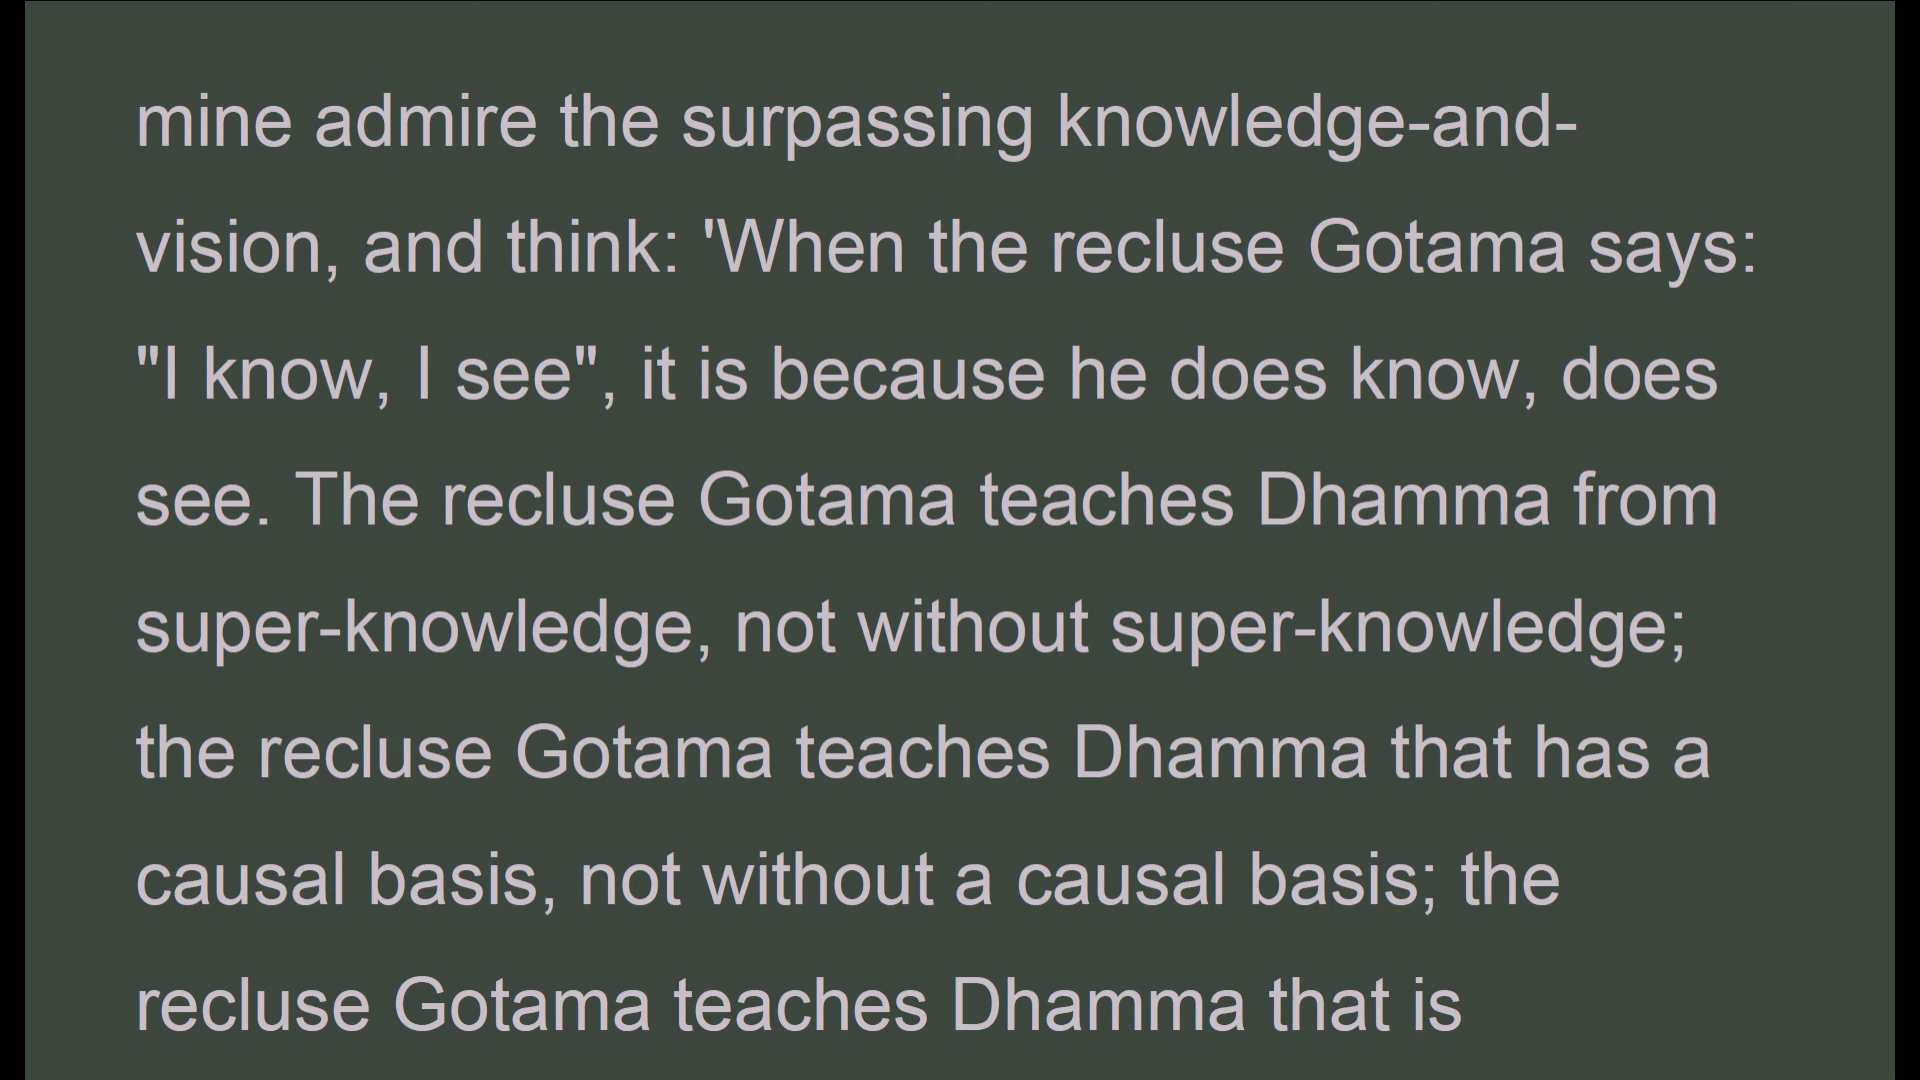 mine admire the surpassing knowledge-and-
vision, and think: 'When the recluse Gotama says:
"I know, I see", it is because he does know, does
see. The recluse Gotama teaches Dhamma from
super-knowledge, not without super-knowledge;
the recluse Gotama teaches Dhamma that has a
causal basis, not without a causal basis; the
recluse Gotama teaches Dhamma that is